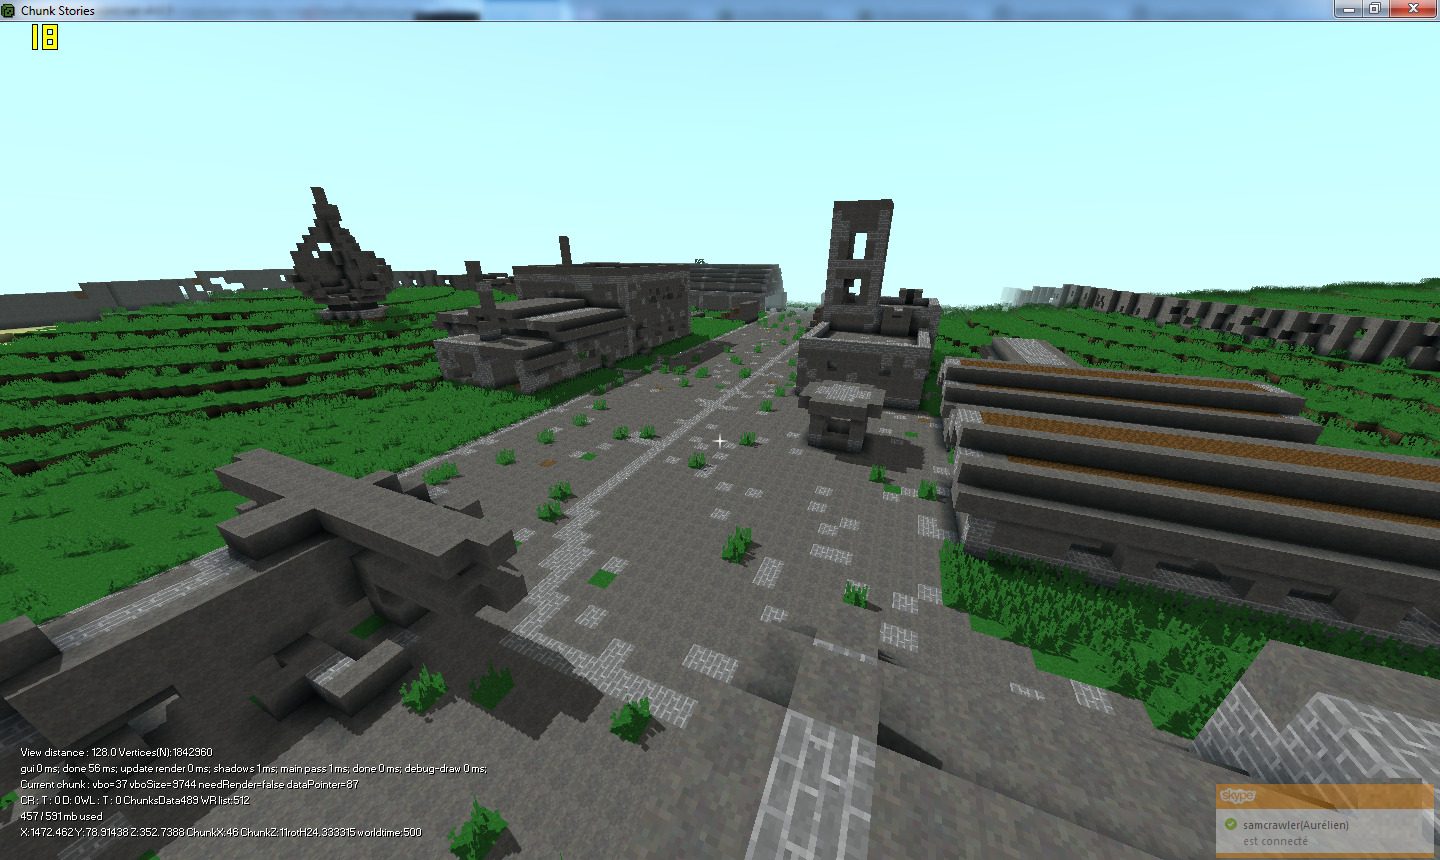 Chunk Stories
18
View distance : 128.0 Vertices(N):1842960
gui 0 ms; done 56 ms; update render 0 ms; shadows 1 ms; main pass 1 ms; done 0 ms; debug-draw 0 ms;
Current chunk : vbo=37 vboSize=9744 needRender=false dataPointer=87
CR : T : 0 D: 0WL : T : 0 ChunksData489 WR list:512
457 / 591 mb used
X:1472.462 Y:78.91438 Z:352.7388 ChunkX:46 ChunkZ:11rotH24.333315 worldtime:500
skype
samcrawler(Aurélien)
est connecté